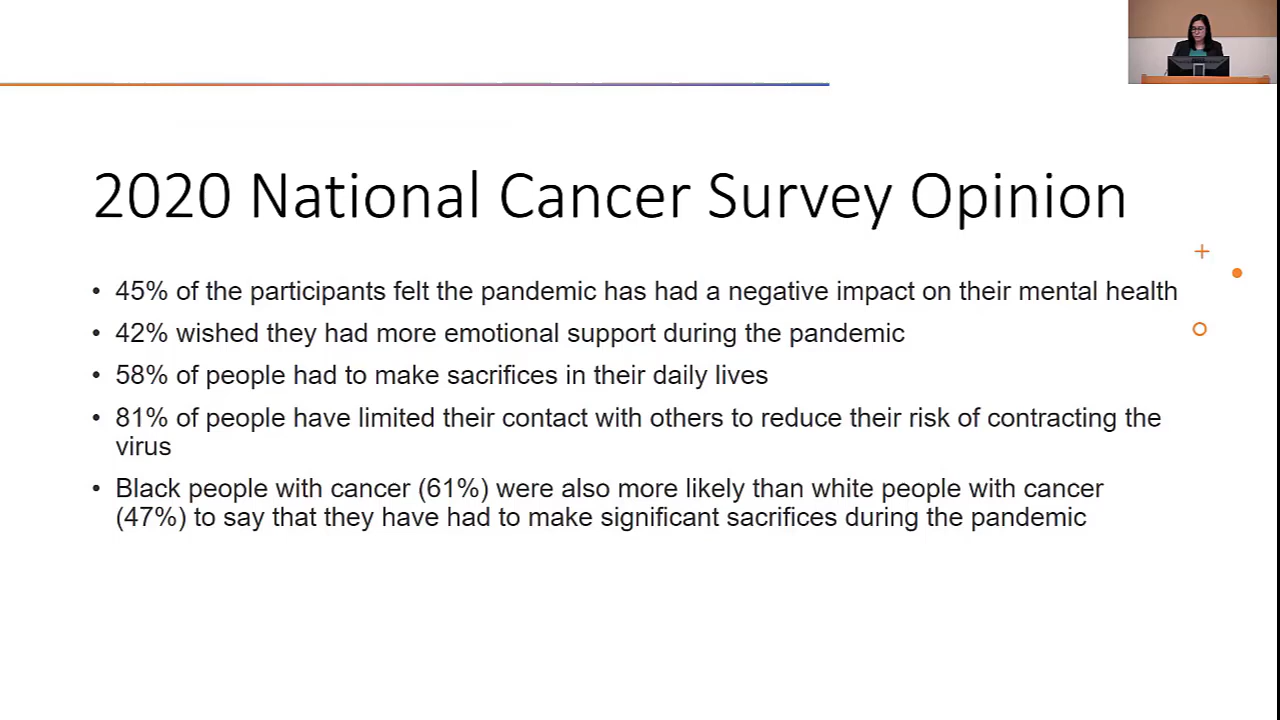 2020 National Cancer Survey Opinion
• 45% of the participants felt the pandemic has had a negative impact on their mental health
• 42% wished they had more emotional support during the pandemic
• 58% of people had to make sacrifices in their daily lives
• 81% of people have limited their contact with others to reduce their risk of contracting the
virus
• Black people with cancer (61%) were also more likely than white people with cancer
(47%) to say that they have had to make significant sacrifices during the pandemic